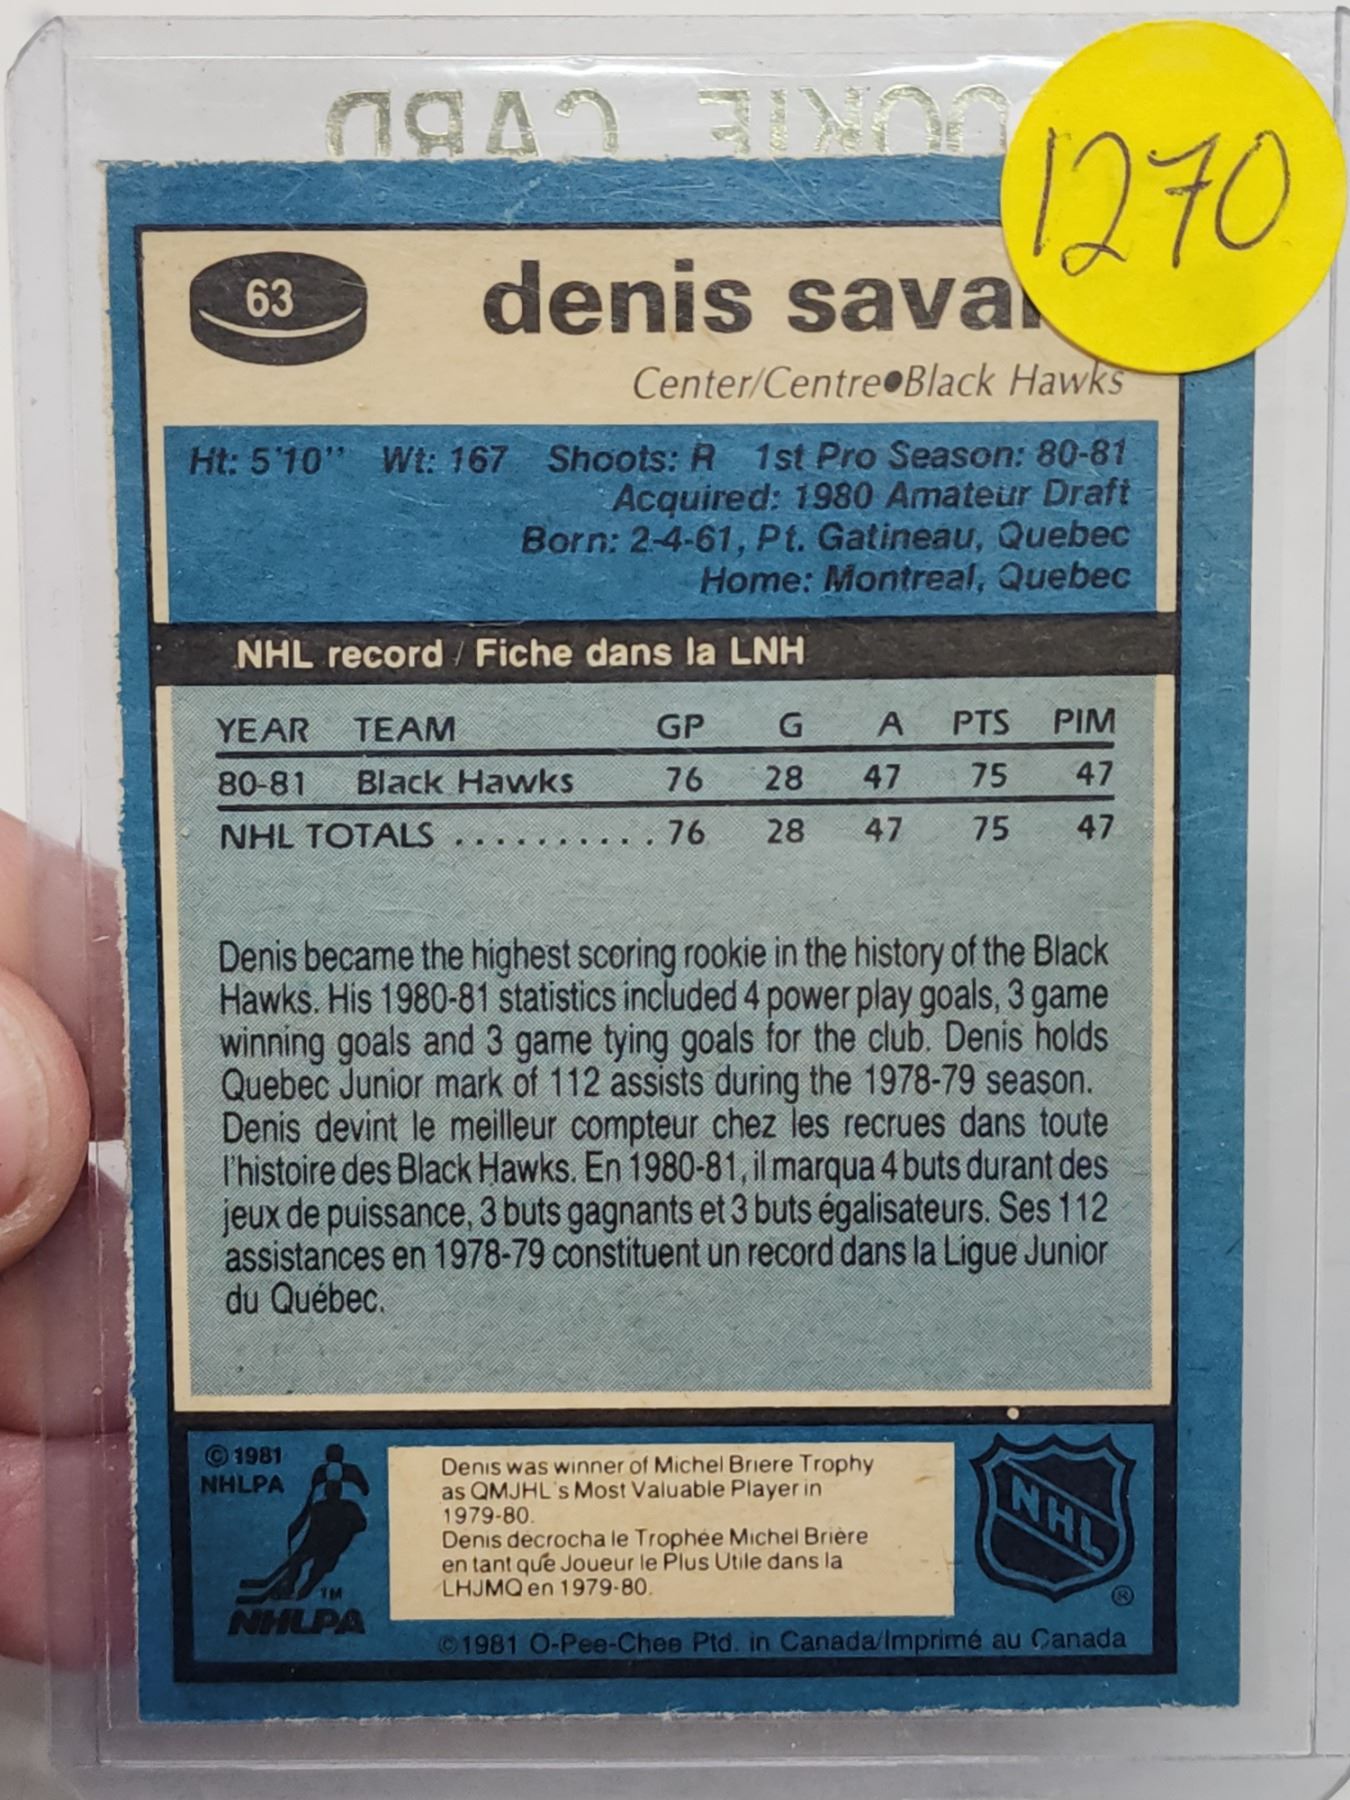 ROOKIE CARD
1270
63
denis savar
Center/Centre●Black Hawks
Ht: 5'10" Wt: 167 Shoots: R 1st Pro Season: 80-81
Acquired: 1980 Amateur Draft
Born: 2-4-61, Pt. Gatineau, Quebec
Home: Montreal, Quebec
NHL record / Fiche dans la LNH
YEAR TEAM GP G A PTS PIM
80-81 Black Hawks 76 28 47 75 47
NHL TOTALS .......... 76 28 47 75 47
Denis became the highest scoring rookie in the history of the Black
Hawks. His 1980-81 statistics included 4 power play goals, 3 game
winning goals and 3 game tying goals for the club. Denis holds
Quebec Junior mark of 112 assists during the 1978-79 season.
Denis devint le meilleur compteur chez les recrues dans toute
l'histoire des Black Hawks. En 1980-81, il marqua 4 buts durant des
jeux de puissance, 3 buts gagnants et 3 buts égalisateurs. Ses 112
assistances en 1978-79 constituent un record dans la Ligue Junior
du Québec.
© 1981
NHLPA
TM
NHLPA
Denis was winner of Michel Briere Trophy
as QMJHL's Most Valuable Player in
1979-80.
Denis decrocha le Trophée Michel Brière
en tant que Joueur le Plus Utile dans la
LHJMQ en 1979-80.
NHL
®
©1981 O-Pee-Chee Ptd. in Canada/Imprimé au Canada